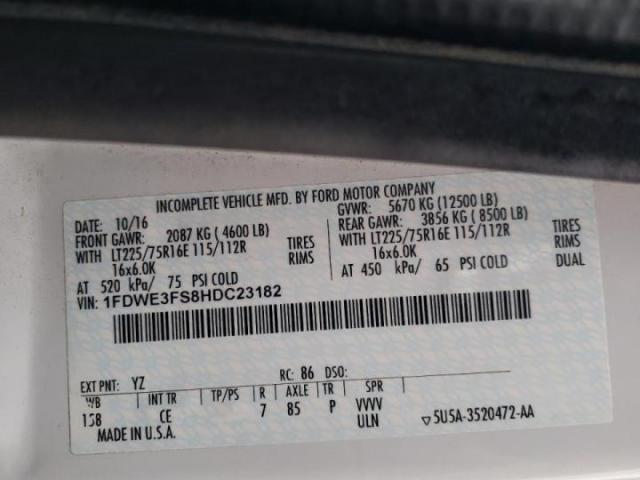 INCOMPLETE VEHICLE MFD. BY FORD MOTOR COMPANY
DATE: 10/16 GVWR: 5670 KG (12500 LB)
FRONT GAWR: 2087 KG ( 4600 LB) REAR GAWR: 3856 KG ( 8500 LB)
WITH LT225/75R16E 115/112R TIRES WITH LT225/75R16E 115/112R TIRES
16x6.0K RIMS 16x6.0K RIMS
AT 520 kPa/ 75 PSI COLD AT 450 kPa/ 65 PSI COLD DUAL
VIN: 1FDWE3FS8HDC23182
EXT PNT: YZ RC: 86 DSO:
WB INT TR TP/PS R AXLE TR SPR
158 CE 7 85 P VVVV
MADE IN U.S.A. ULN ▽5U5A-3520472-AA